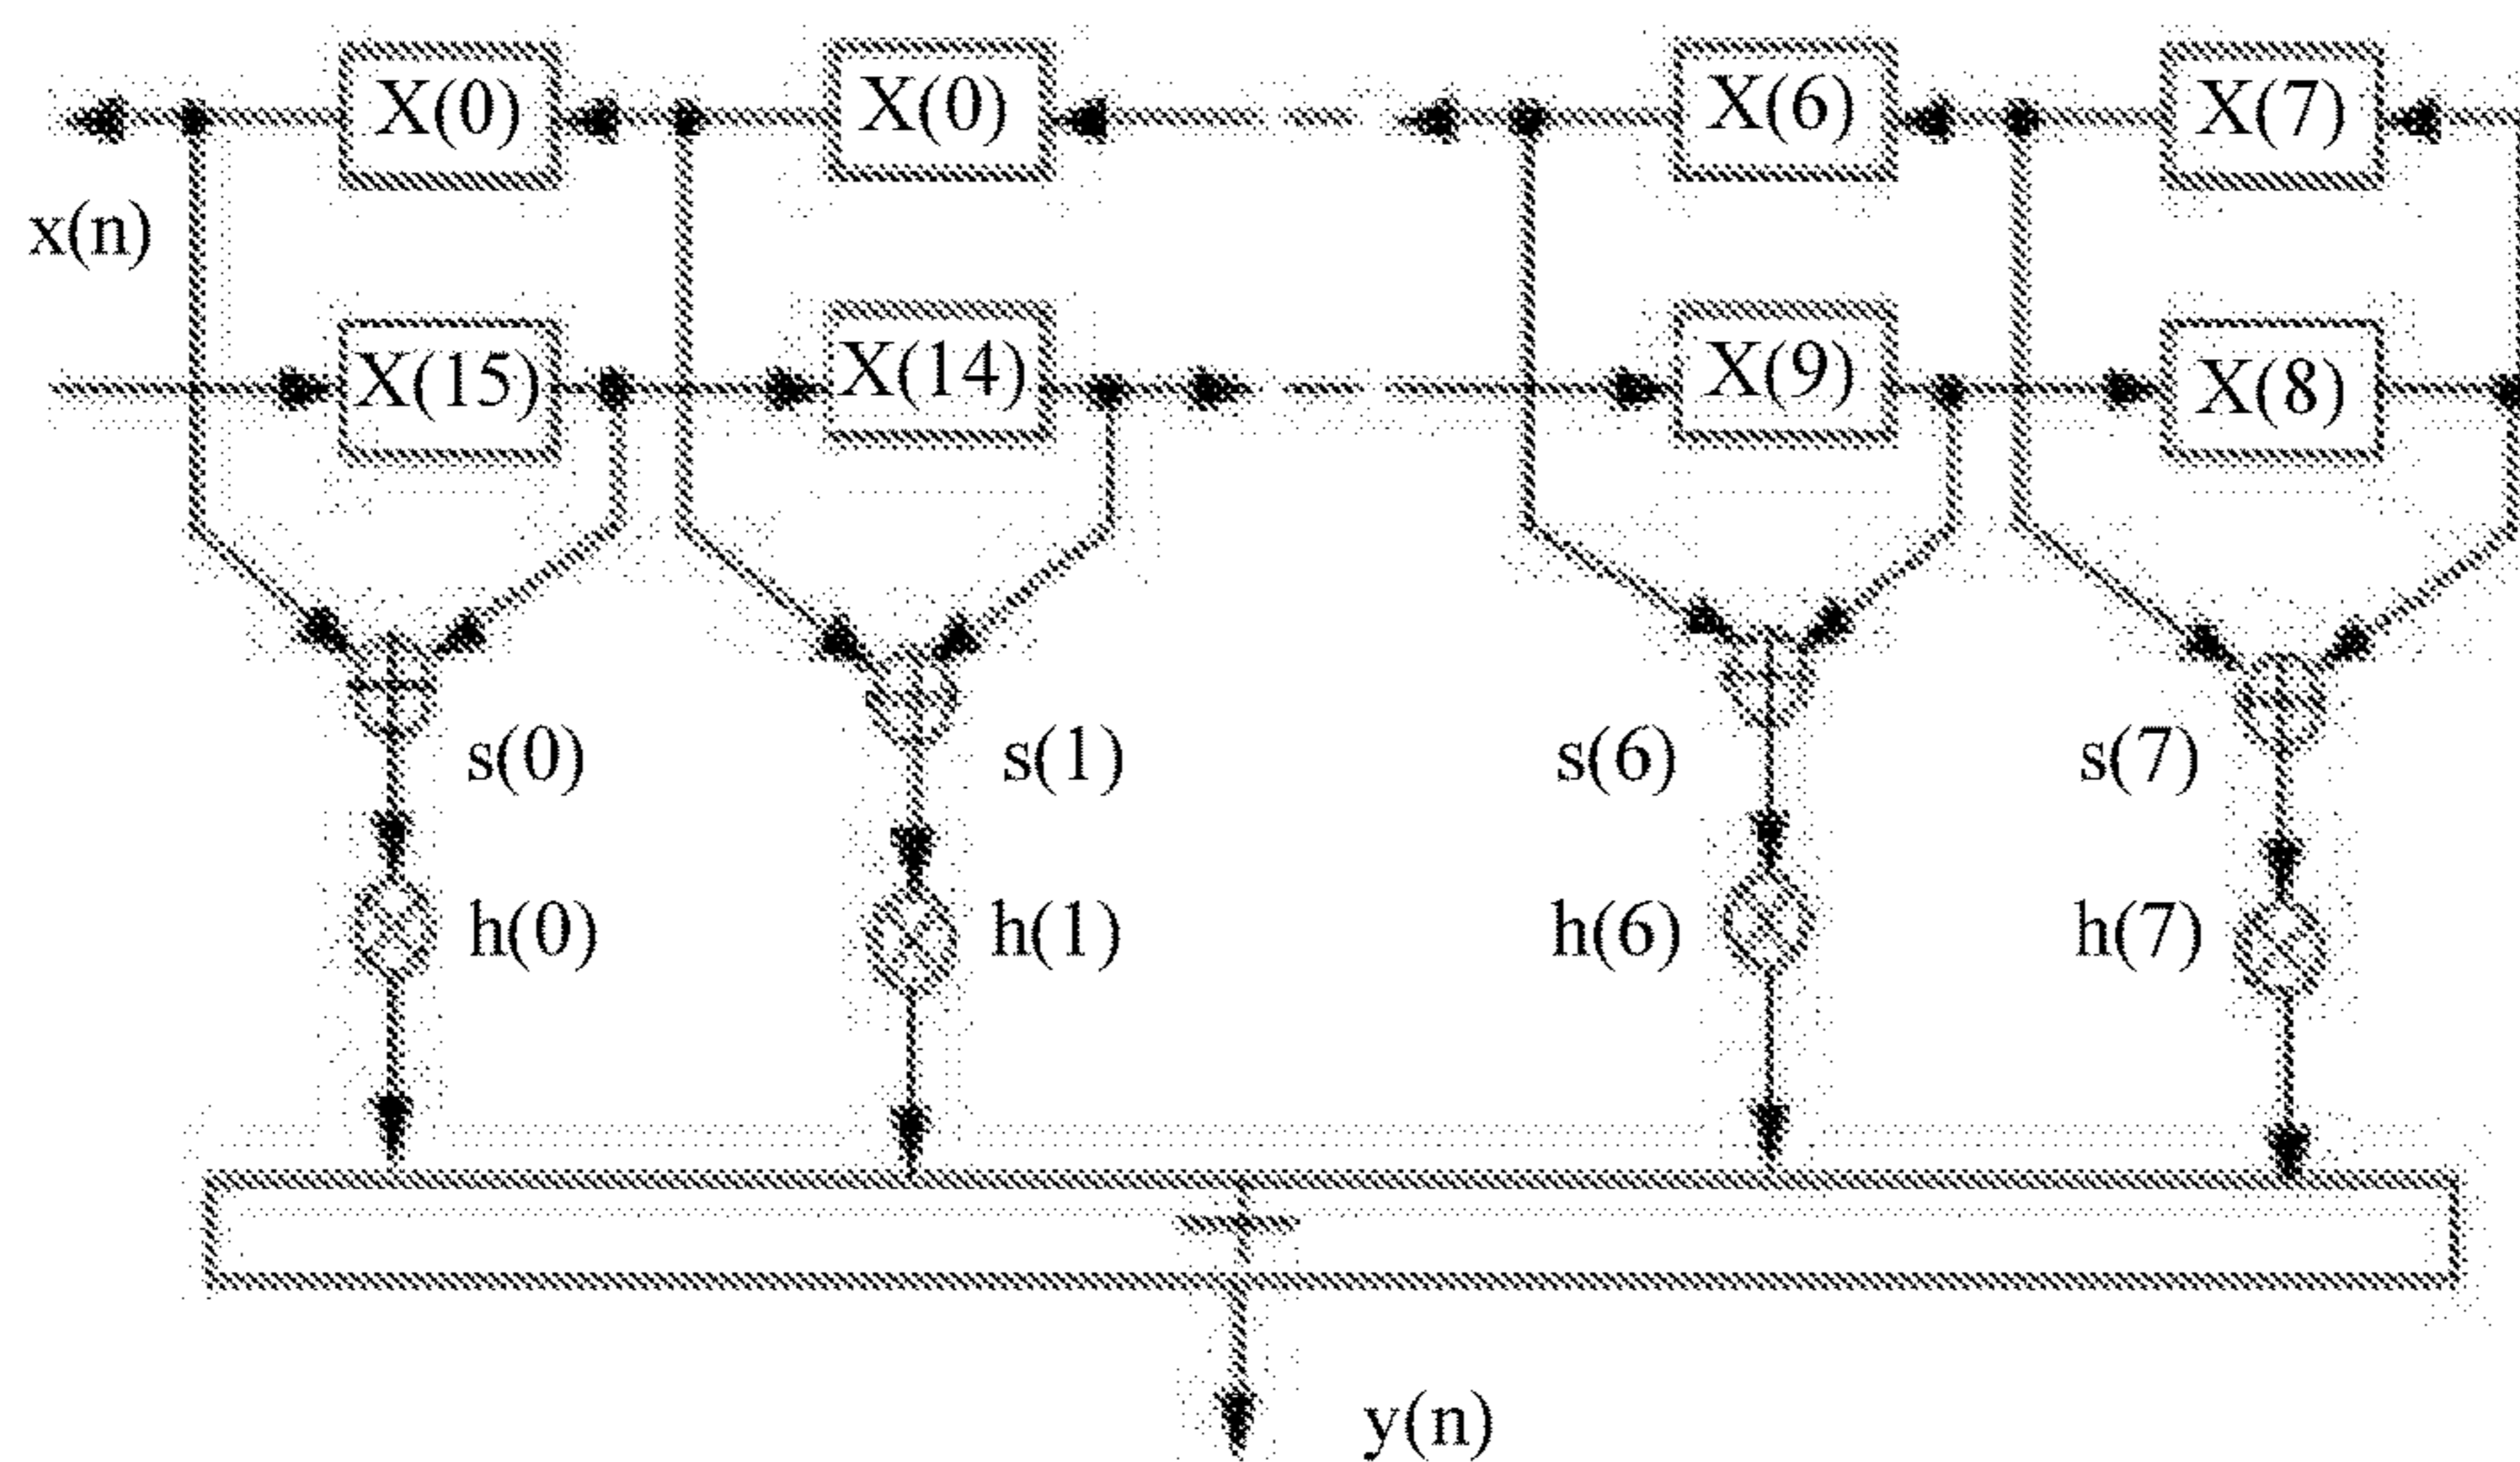 X(0) X(0) X(6) X(7)
x(n)
X(15) X(14) X(9) X(8)
s(0) s(1) s(6) s(7)
h(0) h(1) h(6) h(7)
y(n)